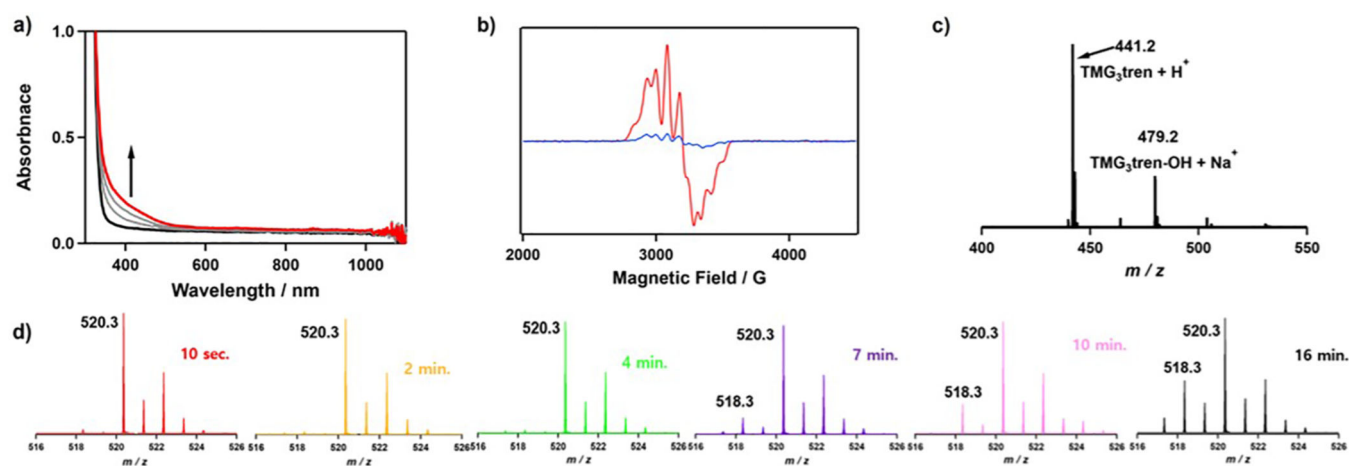 a)
1.0
0.5
0.0
Absorbnace
400
600
800
1000
Wavelength / nm
b)
2000
3000
4000
Magnetic Field / G
c)
441.2
TMG3tren + H+
479.2
TMG3tren-OH + Na+
400
450
500
550
m / z
d)
520.3
10 sec.
516
518
520
522
524
526
m / z
520.3
2 min.
516
518
520
522
524
526
m / z
520.3
4 min.
516
518
520
522
524
526
m / z
520.3
518.3
7 min.
516
518
520
522
524
526
m / z
520.3
518.3
10 min.
516
518
520
522
524
526
m / z
520.3
518.3
16 min.
516
518
520
522
524
526
m / z